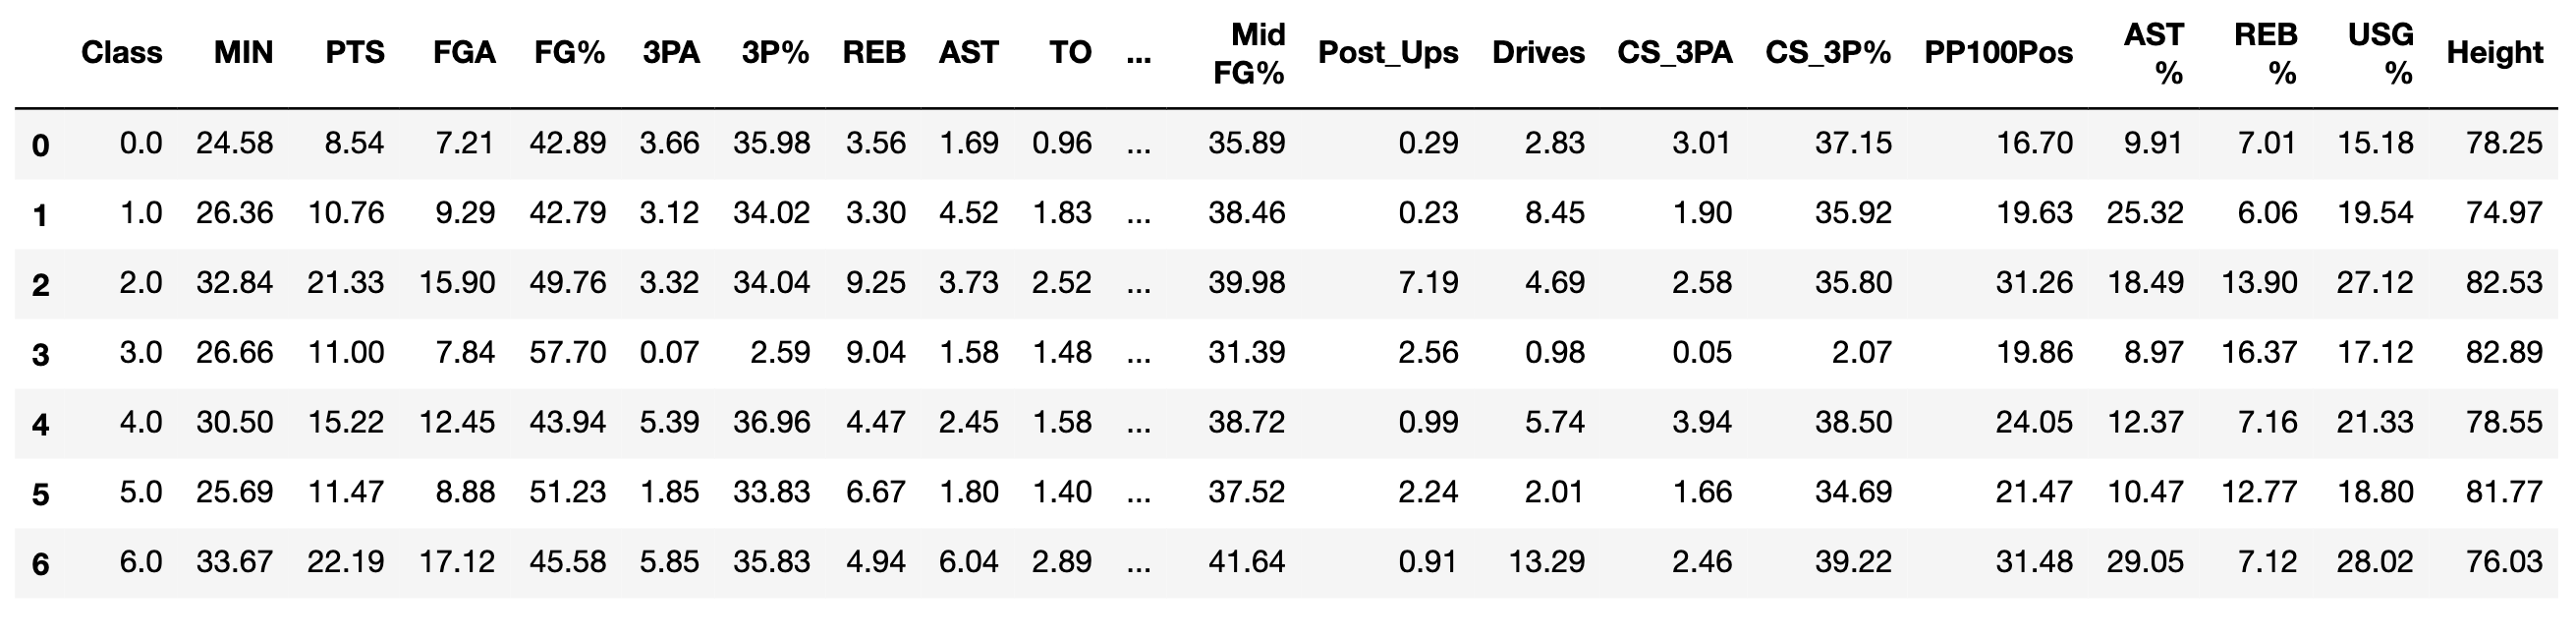 Class MIN PTS FGA FG% 3PA 3P% REB AST TO ... Mid FG% Post_Ups Drives CS_3PA CS_3P% PP100Pos AST % REB % USG % Height
0 0.0 24.58 8.54 7.21 42.89 3.66 35.98 3.56 1.69 0.96 ... 35.89 0.29 2.83 3.01 37.15 16.70 9.91 7.01 15.18 78.25
1 1.0 26.36 10.76 9.29 42.79 3.12 34.02 3.30 4.52 1.83 ... 38.46 0.23 8.45 1.90 35.92 19.63 25.32 6.06 19.54 74.97
2 2.0 32.84 21.33 15.90 49.76 3.32 34.04 9.25 3.73 2.52 ... 39.98 7.19 4.69 2.58 35.80 31.26 18.49 13.90 27.12 82.53
3 3.0 26.66 11.00 7.84 57.70 0.07 2.59 9.04 1.58 1.48 ... 31.39 2.56 0.98 0.05 2.07 19.86 8.97 16.37 17.12 82.89
4 4.0 30.50 15.22 12.45 43.94 5.39 36.96 4.47 2.45 1.58 ... 38.72 0.99 5.74 3.94 38.50 24.05 12.37 7.16 21.33 78.55
5 5.0 25.69 11.47 8.88 51.23 1.85 33.83 6.67 1.80 1.40 ... 37.52 2.24 2.01 1.66 34.69 21.47 10.47 12.77 18.80 81.77
6 6.0 33.67 22.19 17.12 45.58 5.85 35.83 4.94 6.04 2.89 ... 41.64 0.91 13.29 2.46 39.22 31.48 29.05 7.12 28.02 76.03